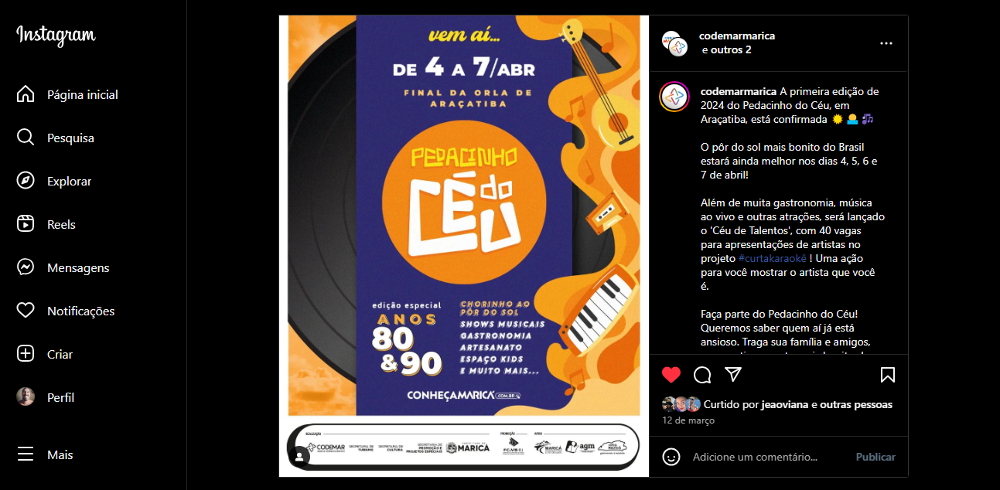 Instagram
Página inicial
Pesquisa
Explorar
Reels
Mensagens
Notificações
Criar
Perfil
Mais
vem aí...
DE 4 A 7/ABR
FINAL DA ORLA DE
ARAÇATIBA
PEDACINHO
do
CÉU
edição especial
ANOS
80
&90
CHORINHO AO
PÔR DO SOL
SHOWS MUSICAIS
GASTRONOMIA
ARTESANATO
ESPAÇO KIDS
E MUITO MAIS...
CONHEÇAMARICÁ .COM.BR
REALIZAÇÃO
PROMOÇÃO
APOIO
CODEMAR
SECRETARIA DE
TURISMO
SECRETARIA DE
CULTURA
SECRETARIA DE
PROMOÇÃO E
PROJETOS ESPECIAIS
MARICÁ
FC&VB RJ
MARICÁ
agm
codemarmarica
e outros 2
codemarmarica A primeira edição de
2024 do Pedacinho do Céu, em
Araçatiba, está confirmada
O pôr do sol mais bonito do Brasil
estará ainda melhor nos dias 4, 5, 6 e
7 de abril!
Além de muita gastronomia, música
ao vivo e outras atrações, será lançado
o 'Céu de Talentos', com 40 vagas
para apresentações de artistas no
projeto #curtakaraokê ! Uma ação
para você mostrar o artista que você
é.
Faça parte do Pedacinho do Céu!
Queremos saber quem aí já está
ansioso. Traga sua família e amigos,
Curtido por jeaoviana e outras pessoas
12 de março
Adicione um comentário...
Publicar